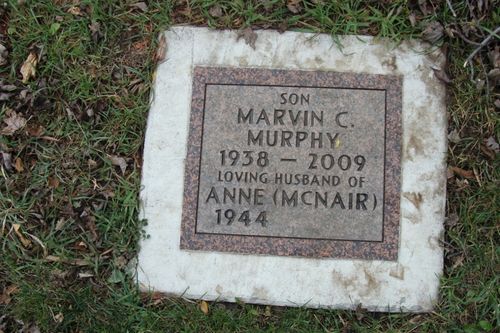 SON
MARVIN C.
MURPHY
1938 — 2009
LOVING HUSBAND OF
ANNE (MCNAIR)
1944